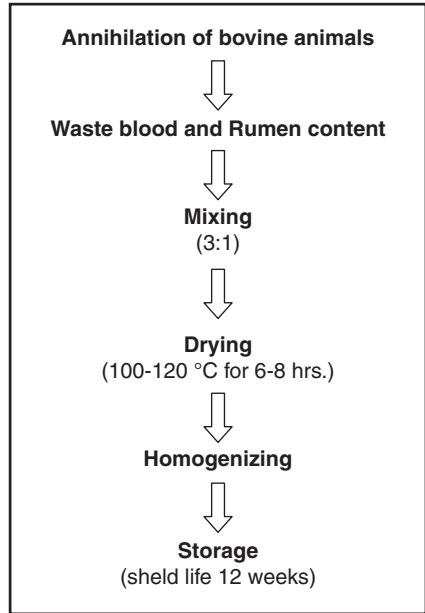 Annihilation of bovine animals
Waste blood and Rumen content
Mixing
(3:1)
Drying
(100-120 °C for 6-8 hrs.)
Homogenizing
Storage
(sheld life 12 weeks)